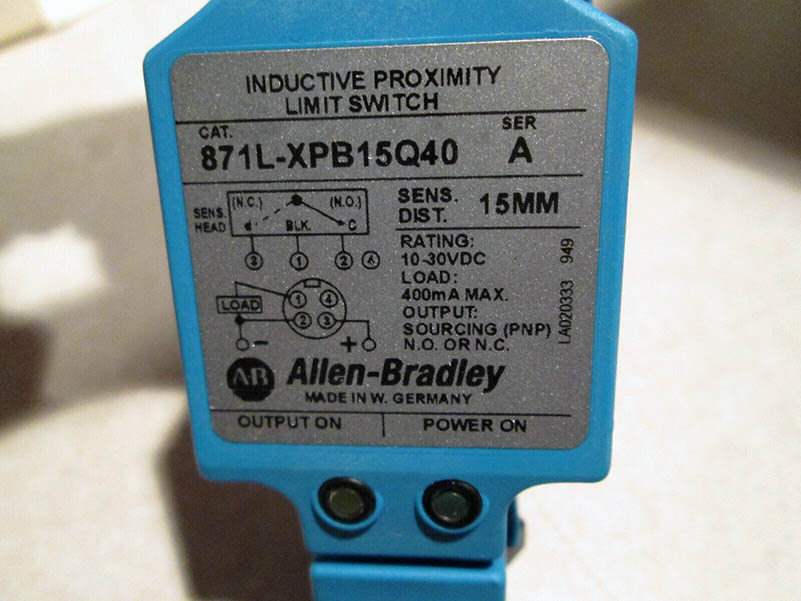 INDUCTIVE PROXIMITY
LIMIT SWITCH
CAT.
871L-XPB15Q40
SER
A
SENS. HEAD
(N.C.) (N.O.)
BLK. C
3 1 2 4
SENS.
DIST.
15MM
RATING:
10-30VDC
LOAD:
400mA MAX.
OUTPUT:
SOURCING (PNP)
N.O. OR N.C.
LA020333 949
LOAD
1 4
2 3
- +
AB Allen-Bradley
MADE IN W. GERMANY
OUTPUT ON
POWER ON